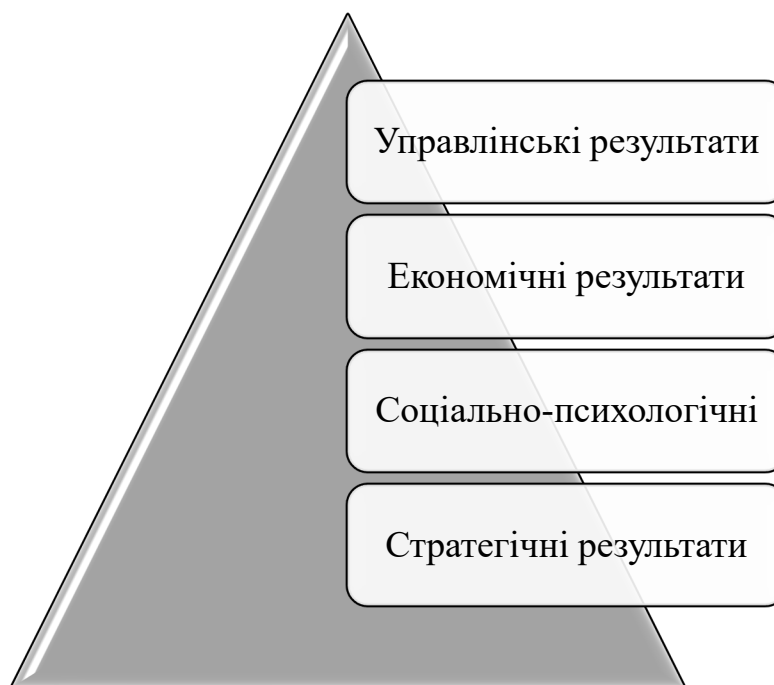 Управлінські результати
Економічні результати
Соціально-психологічні
Стратегічні результати